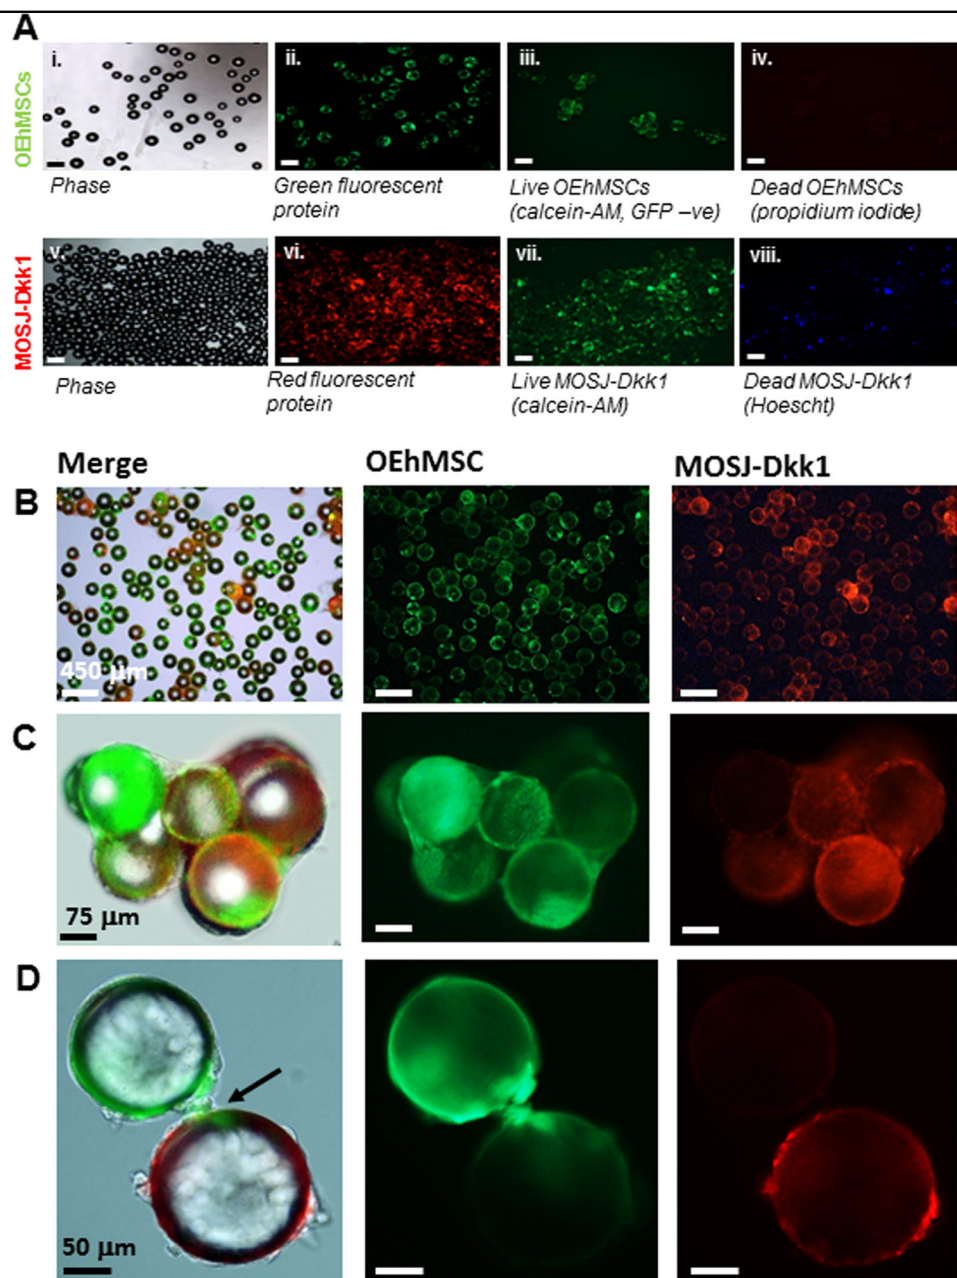 A
OEhMSCs
i.
ii.
iii.
iv.
Phase
Green fluorescent
protein
Live OEhMSCs
(calcein-AM, GFP –ve)
Dead OEhMSCs
(propidium iodide)
MOSJ-Dkk1
v.
vi.
vii.
viii.
Phase
Red fluorescent
protein
Live MOSJ-Dkk1
(calcein-AM)
Dead MOSJ-Dkk1
(Hoescht)
Merge
OEhMSC
MOSJ-Dkk1
B
450 µm
C
75 µm
D
50 µm